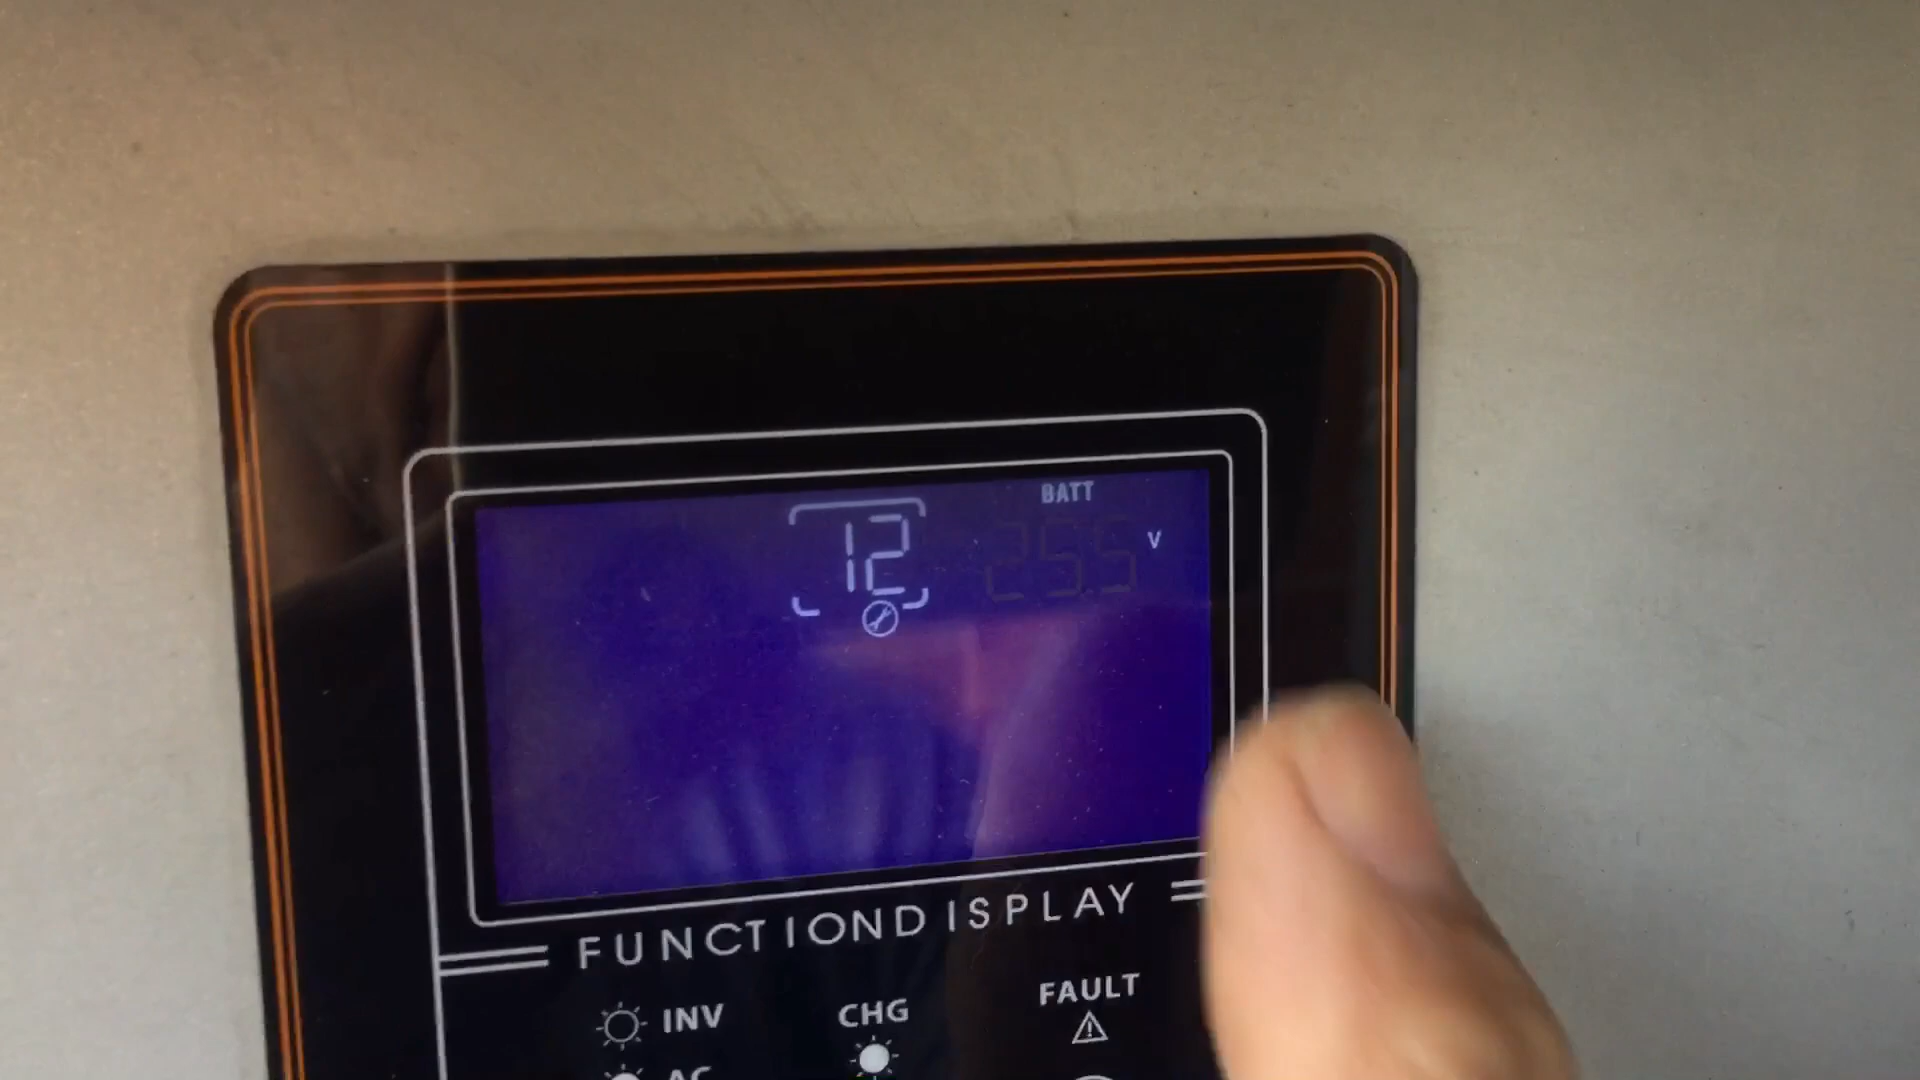 BATT
12 25.5 V
FUNCTIONDISPLAY
INV CHG FAULT
AC